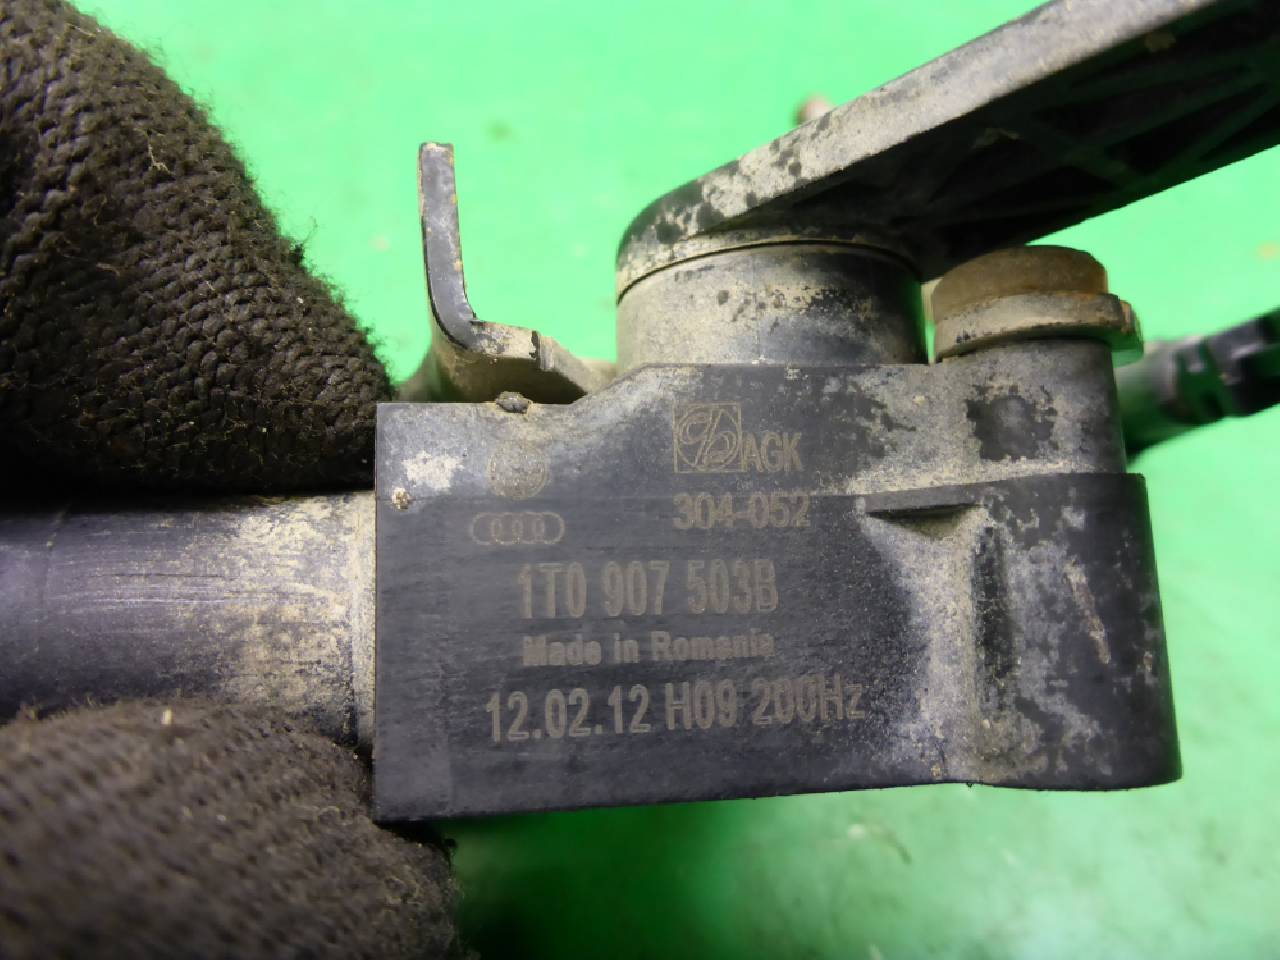 AGK
304-052
1T0 907 503B
Made in Romania
12.02.12 H09 200Hz